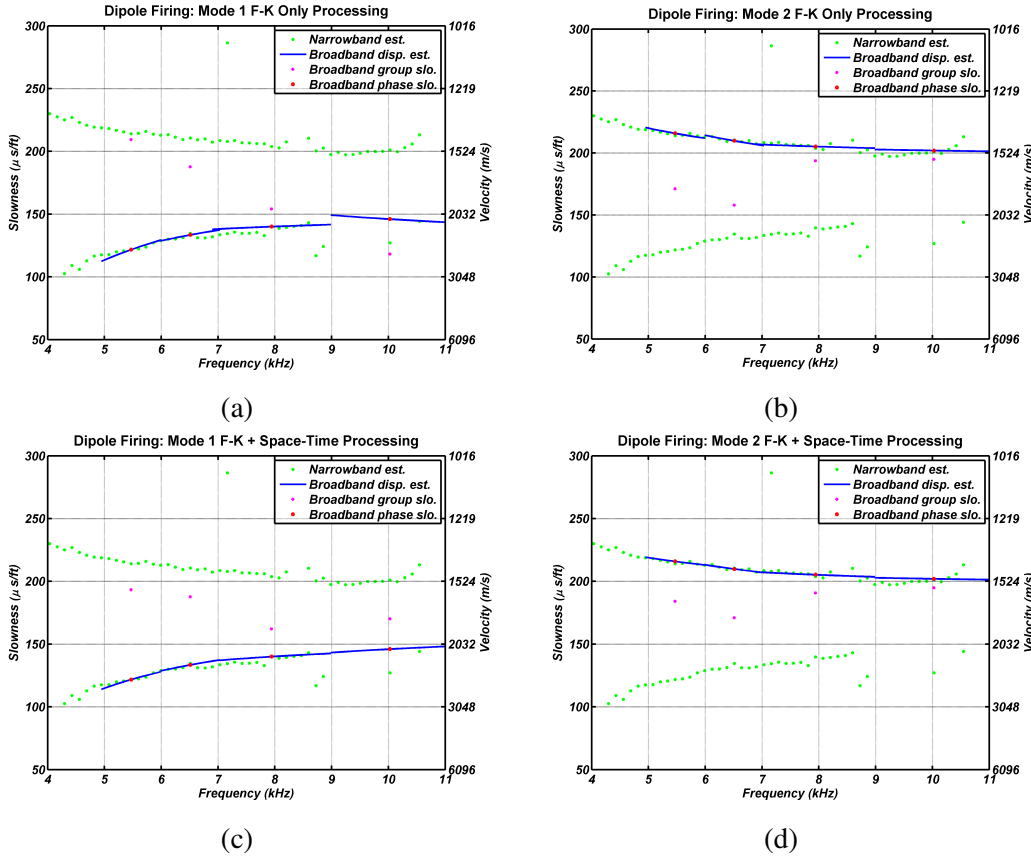 Dipole Firing: Mode 1 F-K Only Processing
300
250
200
150
100
50
Slowness (μ s/ft)
4 5 6 7 8 9 10 11
Frequency (kHz)
1016
1219
1524
2032
3048
6096
Velocity (m/s)
Narrowband est.
Broadband disp. est.
Broadband group slo.
Broadband phase slo.
(a)
Dipole Firing: Mode 2 F-K Only Processing
300
250
200
150
100
50
Slowness (μ s/ft)
4 5 6 7 8 9 10 11
Frequency (kHz)
1016
1219
1524
2032
3048
6096
Velocity (m/s)
Narrowband est.
Broadband disp. est.
Broadband group slo.
Broadband phase slo.
(b)
Dipole Firing: Mode 1 F-K + Space-Time Processing
300
250
200
150
100
50
Slowness (μ s/ft)
4 5 6 7 8 9 10 11
Frequency (kHz)
1016
1219
1524
2032
3048
6096
Velocity (m/s)
Narrowband est.
Broadband disp. est.
Broadband group slo.
Broadband phase slo.
(c)
Dipole Firing: Mode 2 F-K + Space-Time Processing
300
250
200
150
100
50
Slowness (μ s/ft)
4 5 6 7 8 9 10 11
Frequency (kHz)
1016
1219
1524
2032
3048
6096
Velocity (m/s)
Narrowband est.
Broadband disp. est.
Broadband group slo.
Broadband phase slo.
(d)